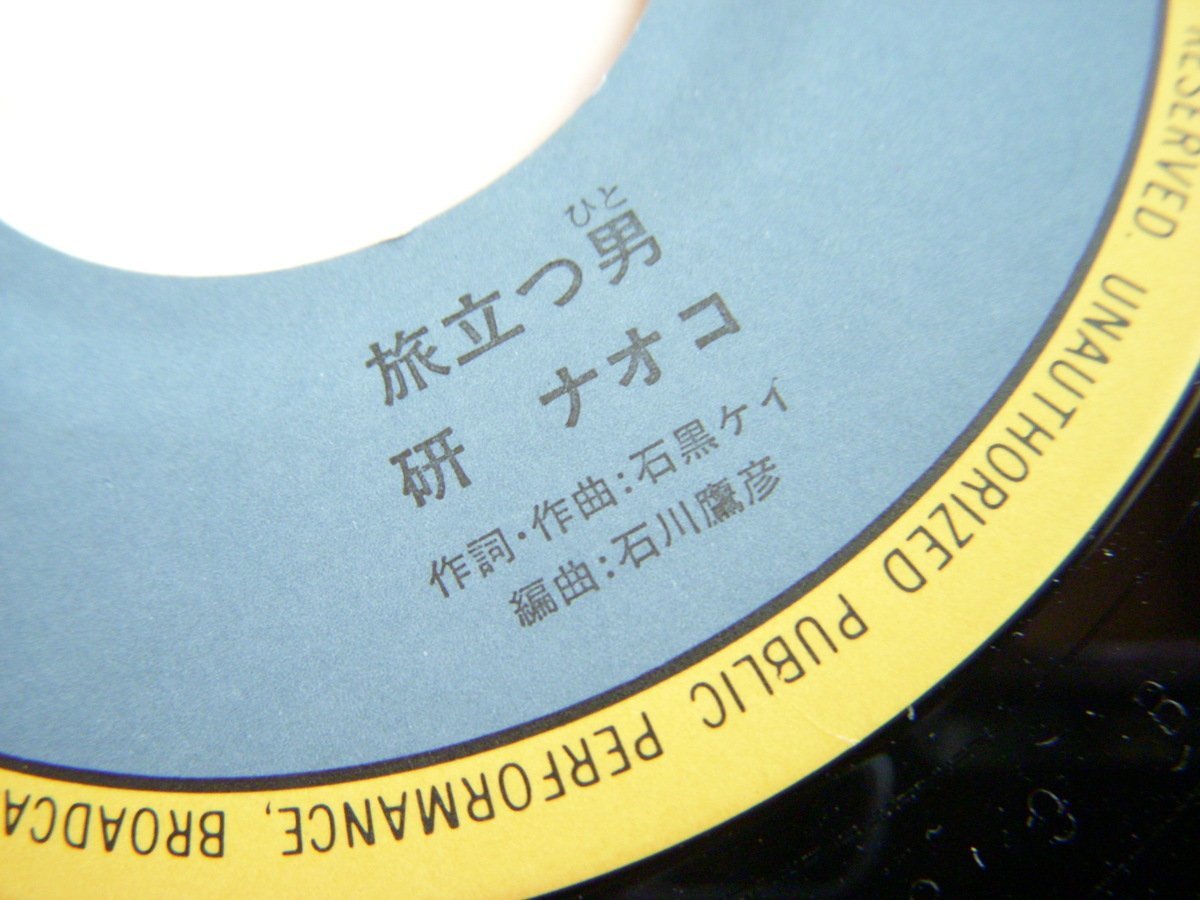 ひと
旅立つ男
研 ナオコ
作詞・作曲:石黒ケイ
編曲:石川鷹彦
RESERVED. UNAUTHORIZED PUBLIC PERFORMANCE, BROADCA